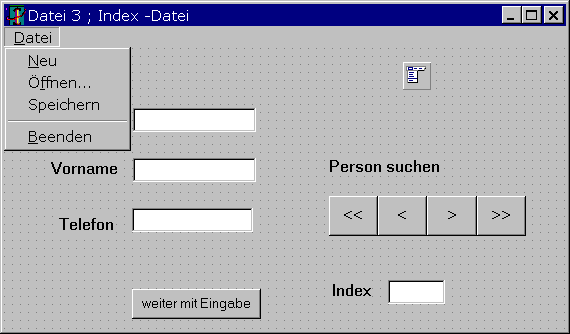 Datei 3 ; Index -Datei
Datei
Neu
Öffnen...
Speichern
Beenden
Vorname
Person suchen
Telefon
<< < > >>
Index
weiter mit Eingabe